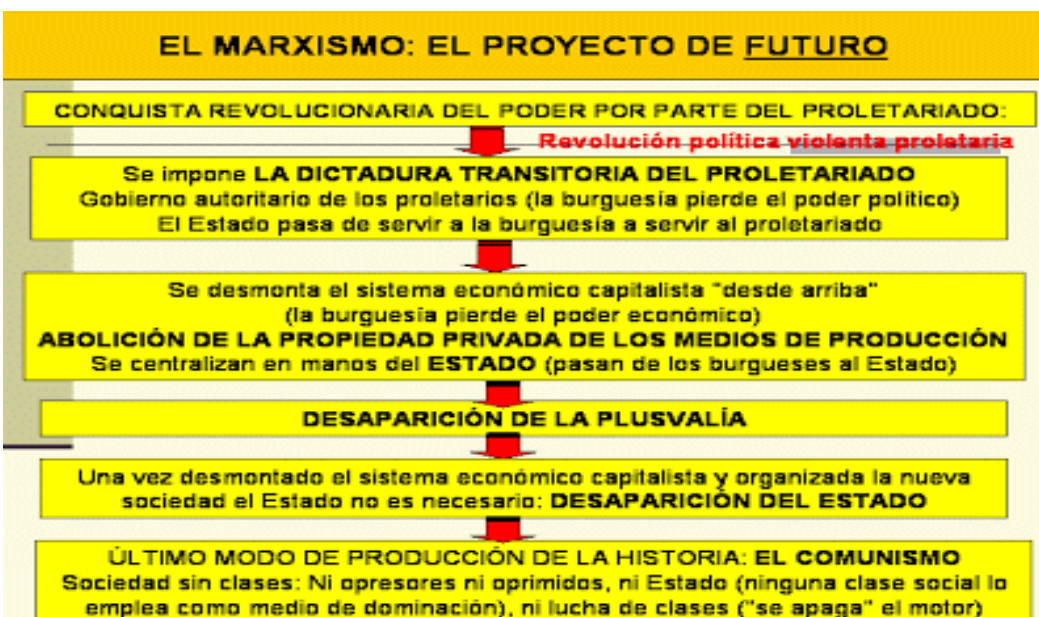 EL MARXISMO: EL PROYECTO DE FUTURO
CONQUISTA REVOLUCIONARIA DEL PODER POR PARTE DEL PROLETARIADO:
Revolución política violenta proletaria
Se impone LA DICTADURA TRANSITORIA DEL PROLETARIADO
Gobierno autoritario de los proletarios (la burguesía pierde el poder político)
El Estado pasa de servir a la burguesía a servir al proletariado
Se desmonta el sistema económico capitalista "desde arriba"
(la burguesía pierde el poder económico)
ABOLICIÓN DE LA PROPIEDAD PRIVADA DE LOS MEDIOS DE PRODUCCIÓN
Se centralizan en manos del ESTADO (pasan de los burgueses al Estado)
DESAPARICIÓN DE LA PLUSVALÍA
Una vez desmontado el sistema económico capitalista y organizada la nueva
sociedad el Estado no es necesario: DESAPARICIÓN DEL ESTADO
ÚLTIMO MODO DE PRODUCCIÓN DE LA HISTORIA: EL COMUNISMO
Sociedad sin clases: Ni opresores ni oprimidos, ni Estado (ninguna clase social lo
emplea como medio de dominación), ni lucha de clases ("se apaga" el motor)